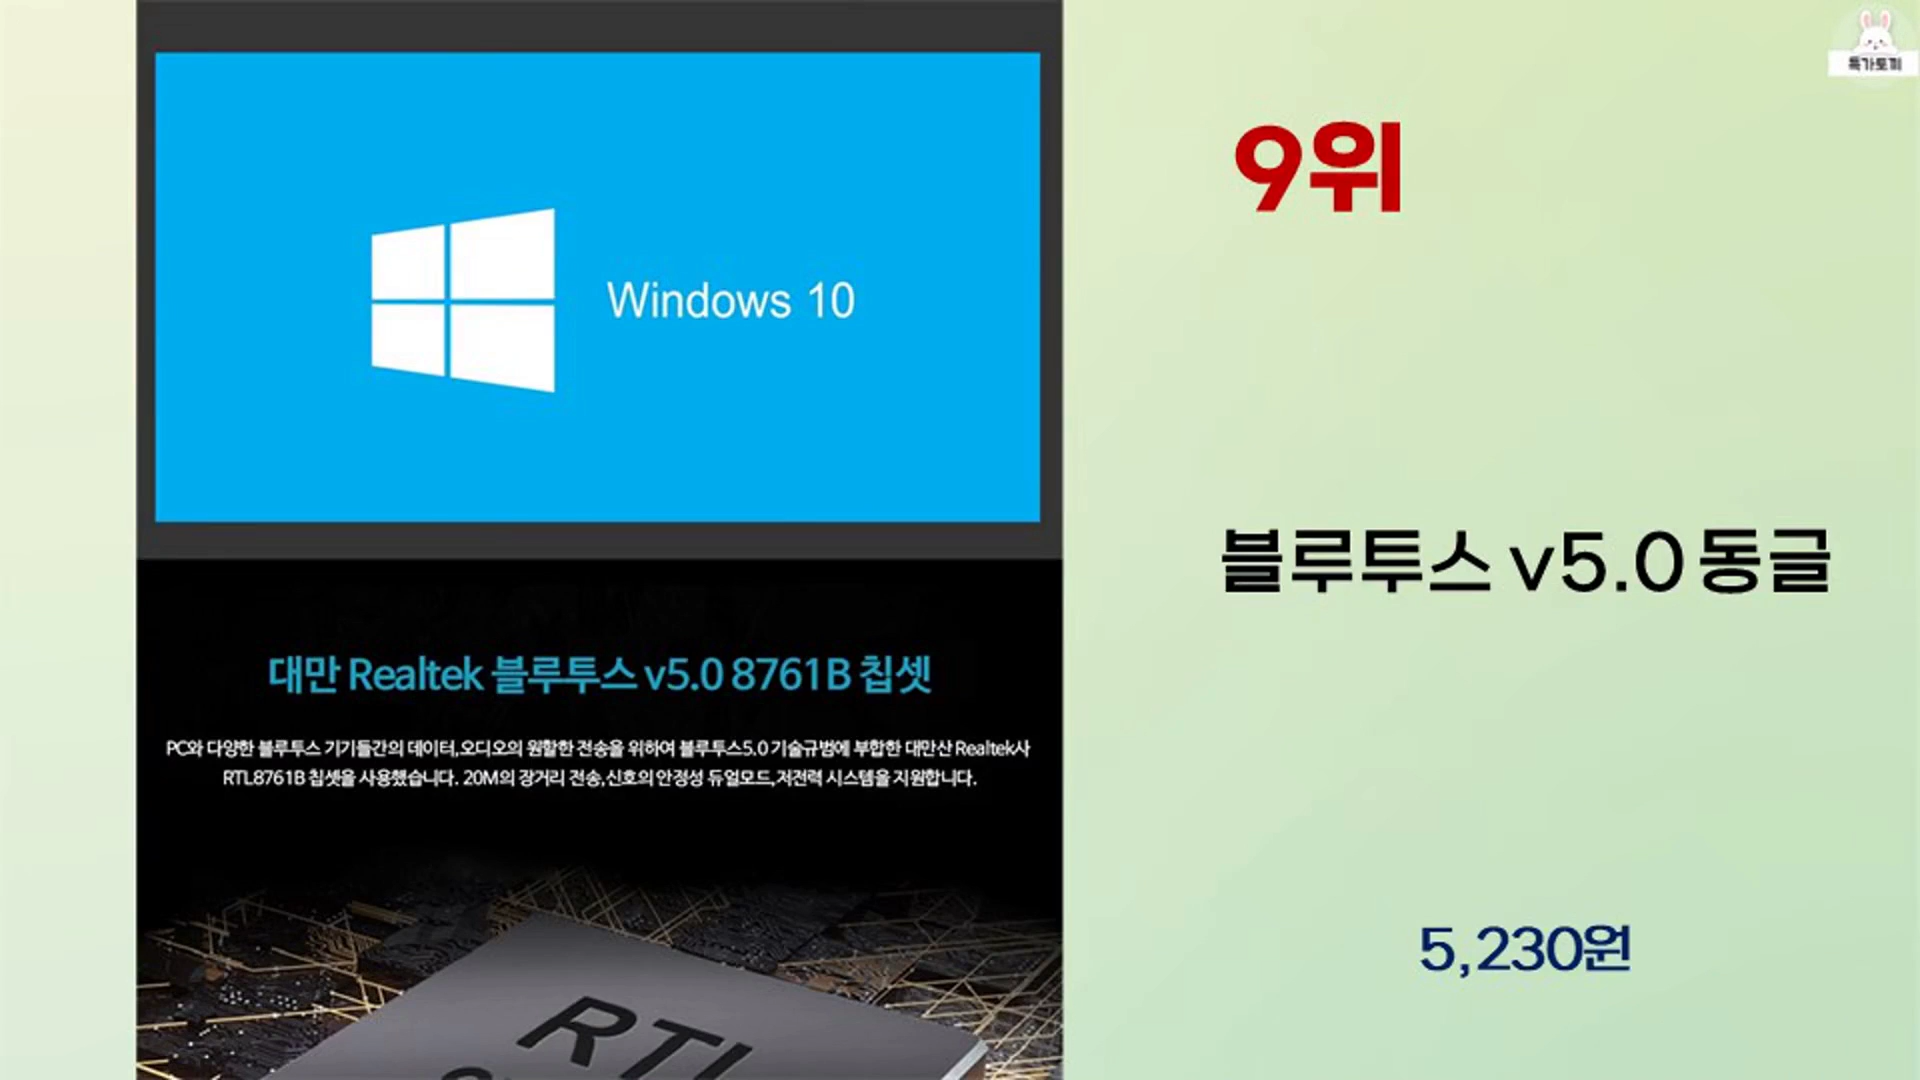 Windows 10
대만 Realtek 블루투스 v5.0 8761B 칩셋
PC와 다양한 블루투스 기기들간의 데이터,오디오의 원할한 전송을 위하여 블루투스5.0 기술규범에 부합한 대만산 Realtek사
RTL8761B 칩셋을 사용했습니다. 20M의 장거리 전송,신호의 안정성 듀얼모드,저전력 시스템을 지원합니다.
RTL
특가토끼
9위
블루투스 v5.0 동글
5,230원